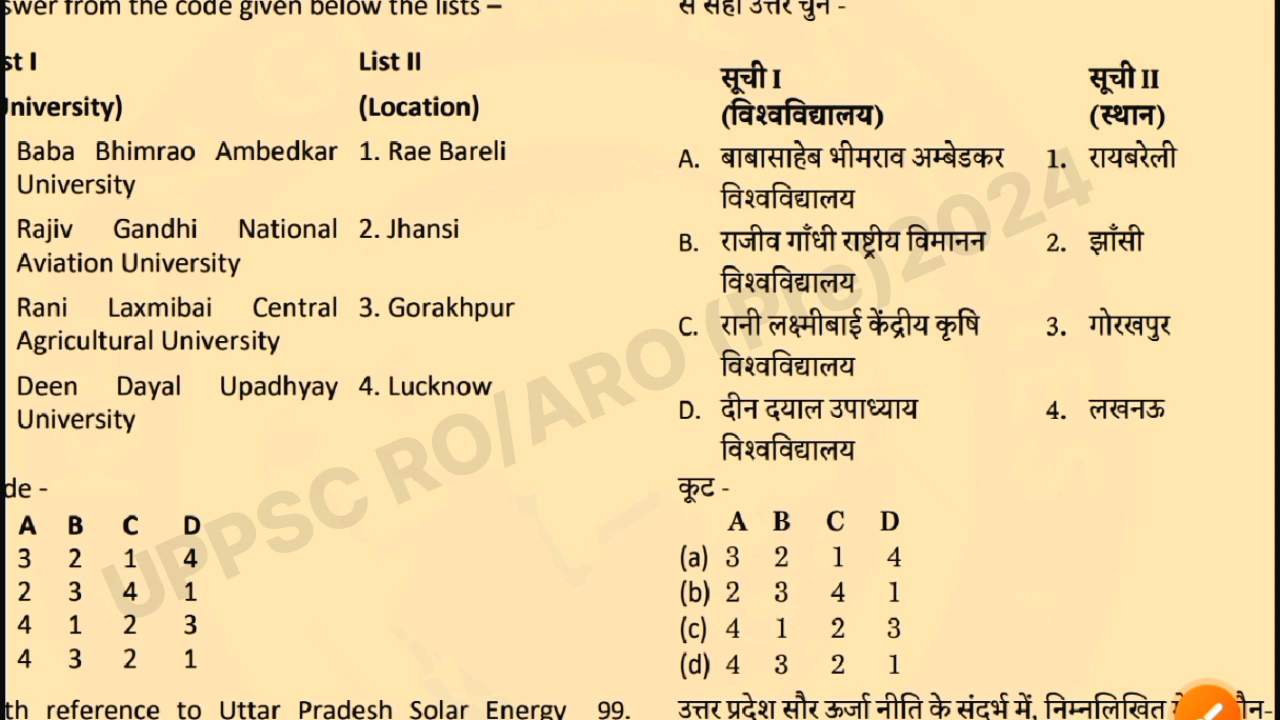 swer from the code given below the lists –
st I List II
University) (Location)
Baba Bhimrao Ambedkar 1. Rae Bareli
University
Rajiv Gandhi National 2. Jhansi
Aviation University
Rani Laxmibai Central 3. Gorakhpur
Agricultural University
Deen Dayal Upadhyay 4. Lucknow
University
de -
A B C D
3 2 1 4
2 3 4 1
4 1 2 3
4 3 2 1
th reference to Uttar Pradesh Solar Energy
से सही उत्तर चुनें -
सूची I सूची II
(विश्वविद्यालय) (स्थान)
A. बाबासाहेब भीमराव अम्बेडकर 1. रायबरेली
विश्वविद्यालय
B. राजीव गाँधी राष्ट्रीय विमानन 2. झाँसी
विश्वविद्यालय
C. रानी लक्ष्मीबाई केंद्रीय कृषि 3. गोरखपुर
विश्वविद्यालय
D. दीन दयाल उपाध्याय 4. लखनऊ
विश्वविद्यालय
कूट -
A B C D
(a) 3 2 1 4
(b) 2 3 4 1
(c) 4 1 2 3
(d) 4 3 2 1
99. उत्तर प्रदेश सौर ऊर्जा नीति के संदर्भ में, निम्नलिखित
UPPSC RO/ARO (Pre) 2024